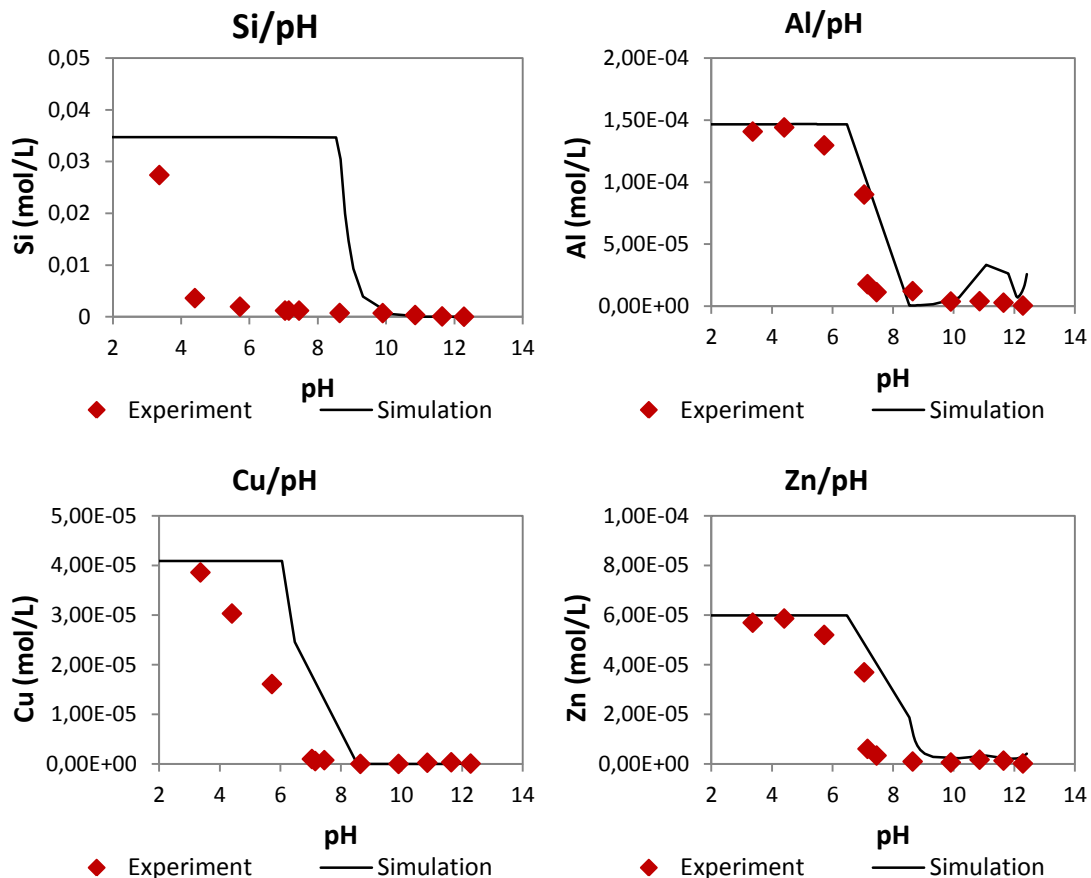 Si/pH
0,05
0,04
0,03
0,02
0,01
0
Si (mol/L)
2 4 6 8 10 12 14
pH
Experiment Simulation
Al/pH
2,00E-04
1,50E-04
1,00E-04
5,00E-05
0,00E+00
Al (mol/L)
2 4 6 8 10 12 14
pH
Experiment Simulation
Cu/pH
5,00E-05
4,00E-05
3,00E-05
2,00E-05
1,00E-05
0,00E+00
Cu (mol/L)
2 4 6 8 10 12 14
pH
Experiment Simulation
Zn/pH
1,00E-04
8,00E-05
6,00E-05
4,00E-05
2,00E-05
0,00E+00
Zn (mol/L)
2 4 6 8 10 12 14
pH
Experiment Simulation